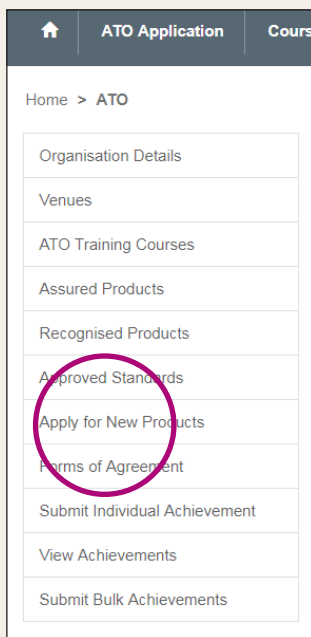 ATO Application
Home > ATO
Organisation Details
Venues
ATO Training Courses
Assured Products
Recognised Products
Approved Standards
Apply for New Products
Forms of Agreement
Submit Individual Achievement
View Achievements
Submit Bulk Achievements